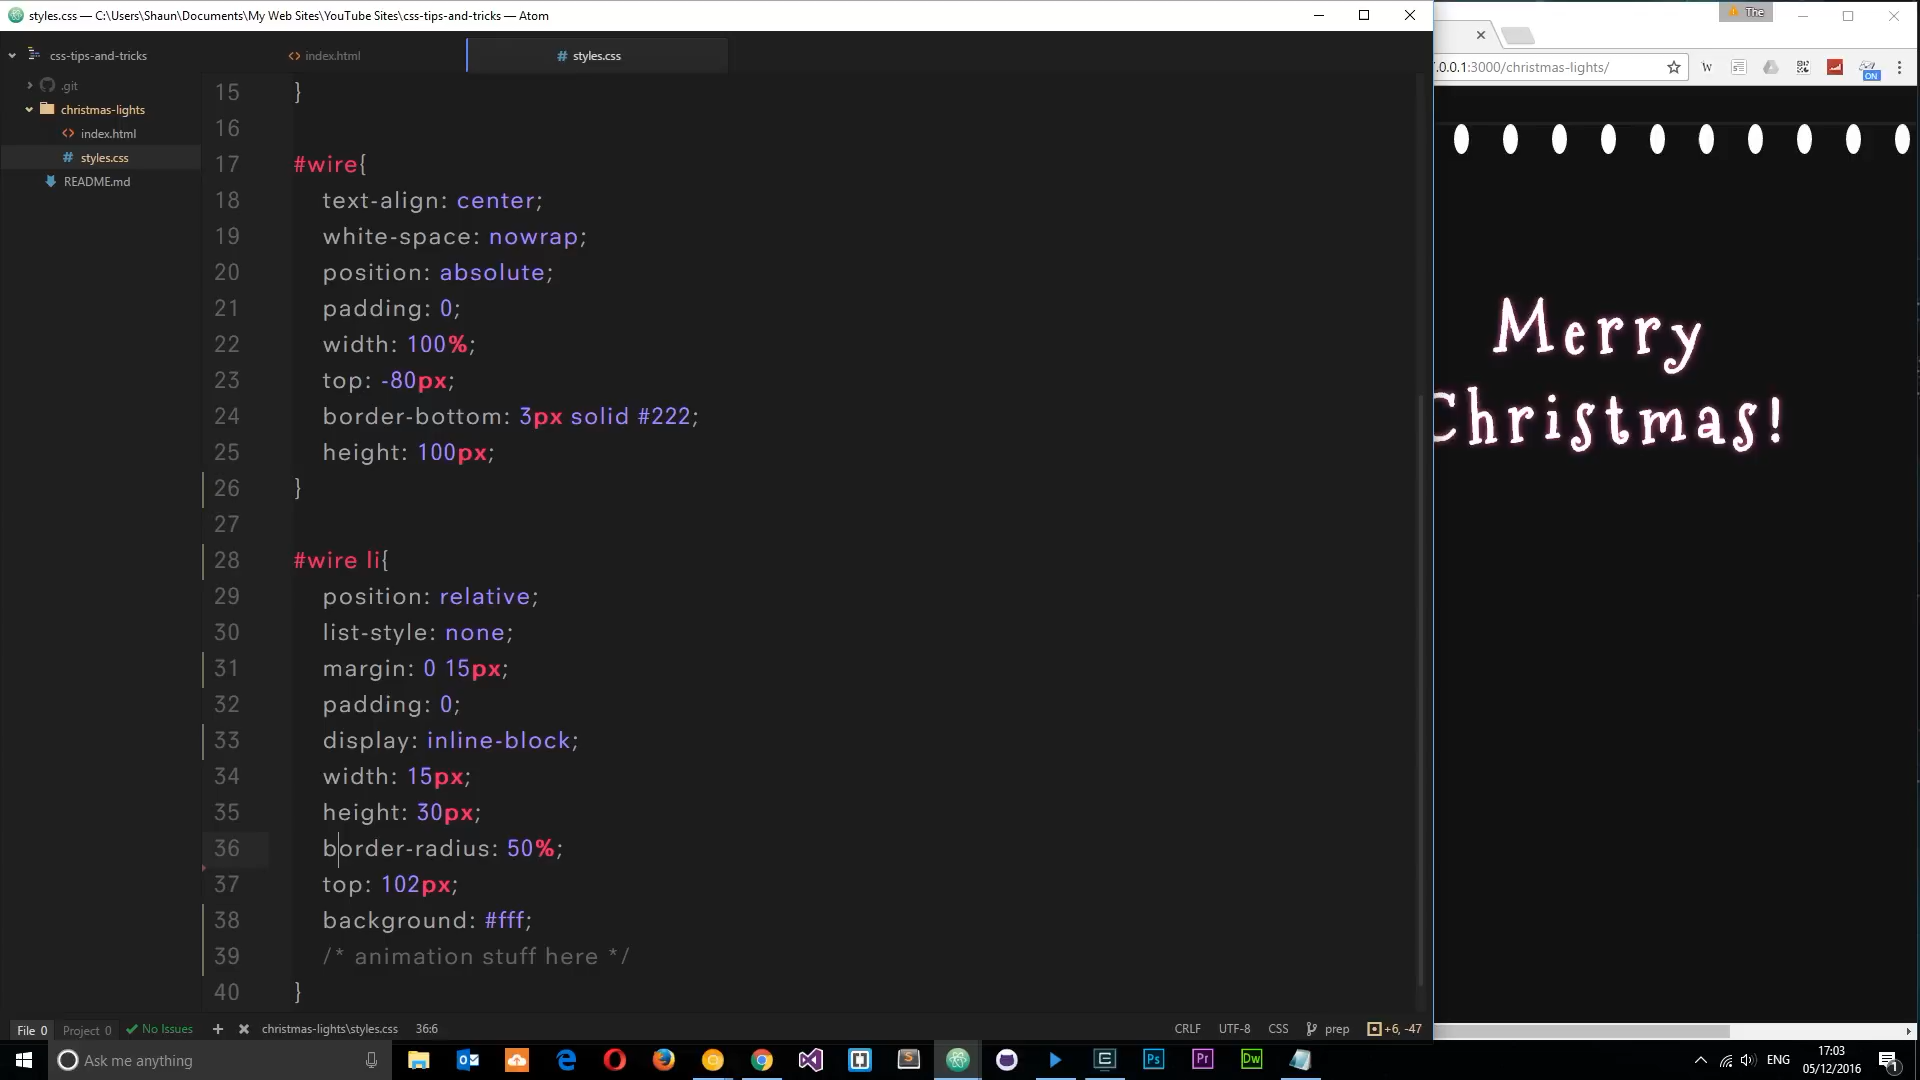 styles.css — C:\Users\Shaun\Documents\My Web Sites\YouTube Sites\css-tips-and-tricks — Atom
The
css-tips-and-tricks
index.html
styles.css
.0.0.1:3000/christmas-lights/
W
ON
.git
christmas-lights
index.html
styles.css
README.md
15 }
16
17 #wire{
18 text-align: center;
19 white-space: nowrap;
20 position: absolute;
21 padding: 0;
22 width: 100%;
23 top: -80px;
24 border-bottom: 3px solid #222;
25 height: 100px;
26 }
27
28 #wire li{
29 position: relative;
30 list-style: none;
31 margin: 0 15px;
32 padding: 0;
33 display: inline-block;
34 width: 15px;
35 height: 30px;
36 border-radius: 50%;
37 top: 102px;
38 background: #fff;
39 /* animation stuff here */
40 }
Merry
Christmas!
File 0 Project 0 No Issues christmas-lights\styles.css 36:6 CRLF UTF-8 CSS prep +6, -47
Ask me anything
Ps
Pr
Dw
ENG
17:03
05/12/2016
1